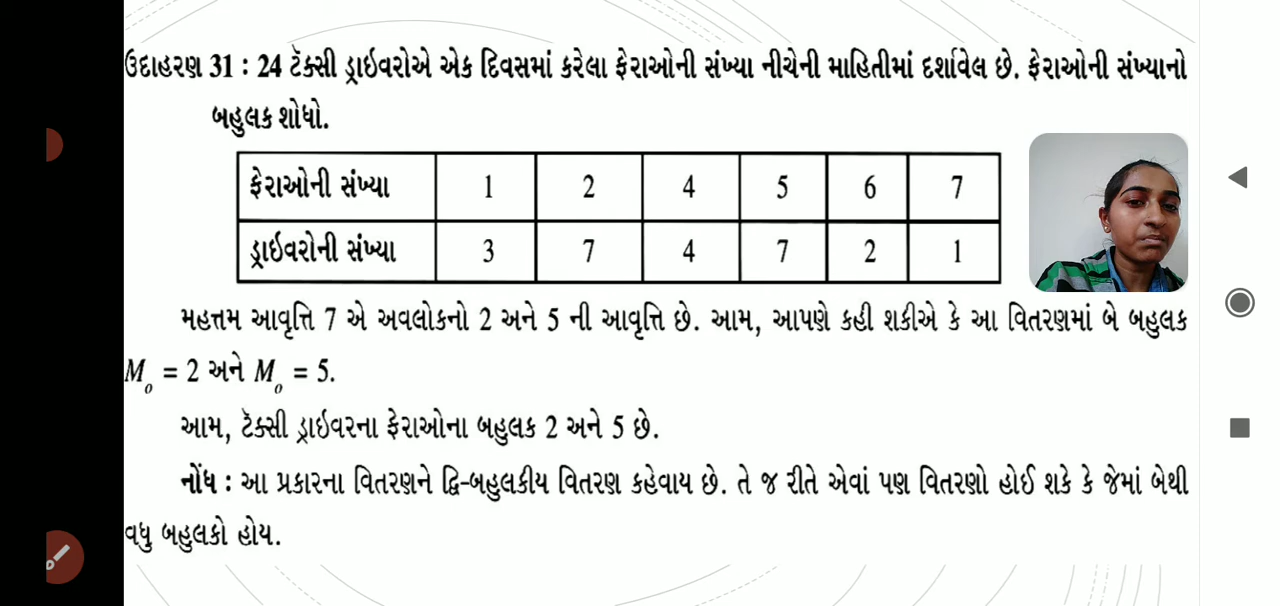 ઉદાહરણ 31 : 24 ટૅક્સી ડ્રાઇવરોએ એક દિવસમાં કરેલા ફેરાઓની સંખ્યા નીચેની માહિતીમાં દર્શાવેલ છે. ફેરાઓની સંખ્યાનો
બહુલક શોધો.
ફેરાઓની સંખ્યા 1 2 4 5 6 7
ડ્રાઇવરોની સંખ્યા 3 7 4 7 2 1
મહત્તમ આવૃત્તિ 7 એ અવલોકનો 2 અને 5 ની આવૃત્તિ છે. આમ, આપણે કહી શકીએ કે આ વિતરણમાં બે બહુલક
Mₒ = 2 અને Mₒ = 5.
આમ, ટૅક્સી ડ્રાઇવરના ફેરાઓના બહુલક 2 અને 5 છે.
નોંધ : આ પ્રકારના વિતરણને દ્વિ-બહુલકીય વિતરણ કહેવાય છે. તે જ રીતે એવાં પણ વિતરણો હોઈ શકે કે જેમાં બેથી
વધુ બહુલકો હોય.